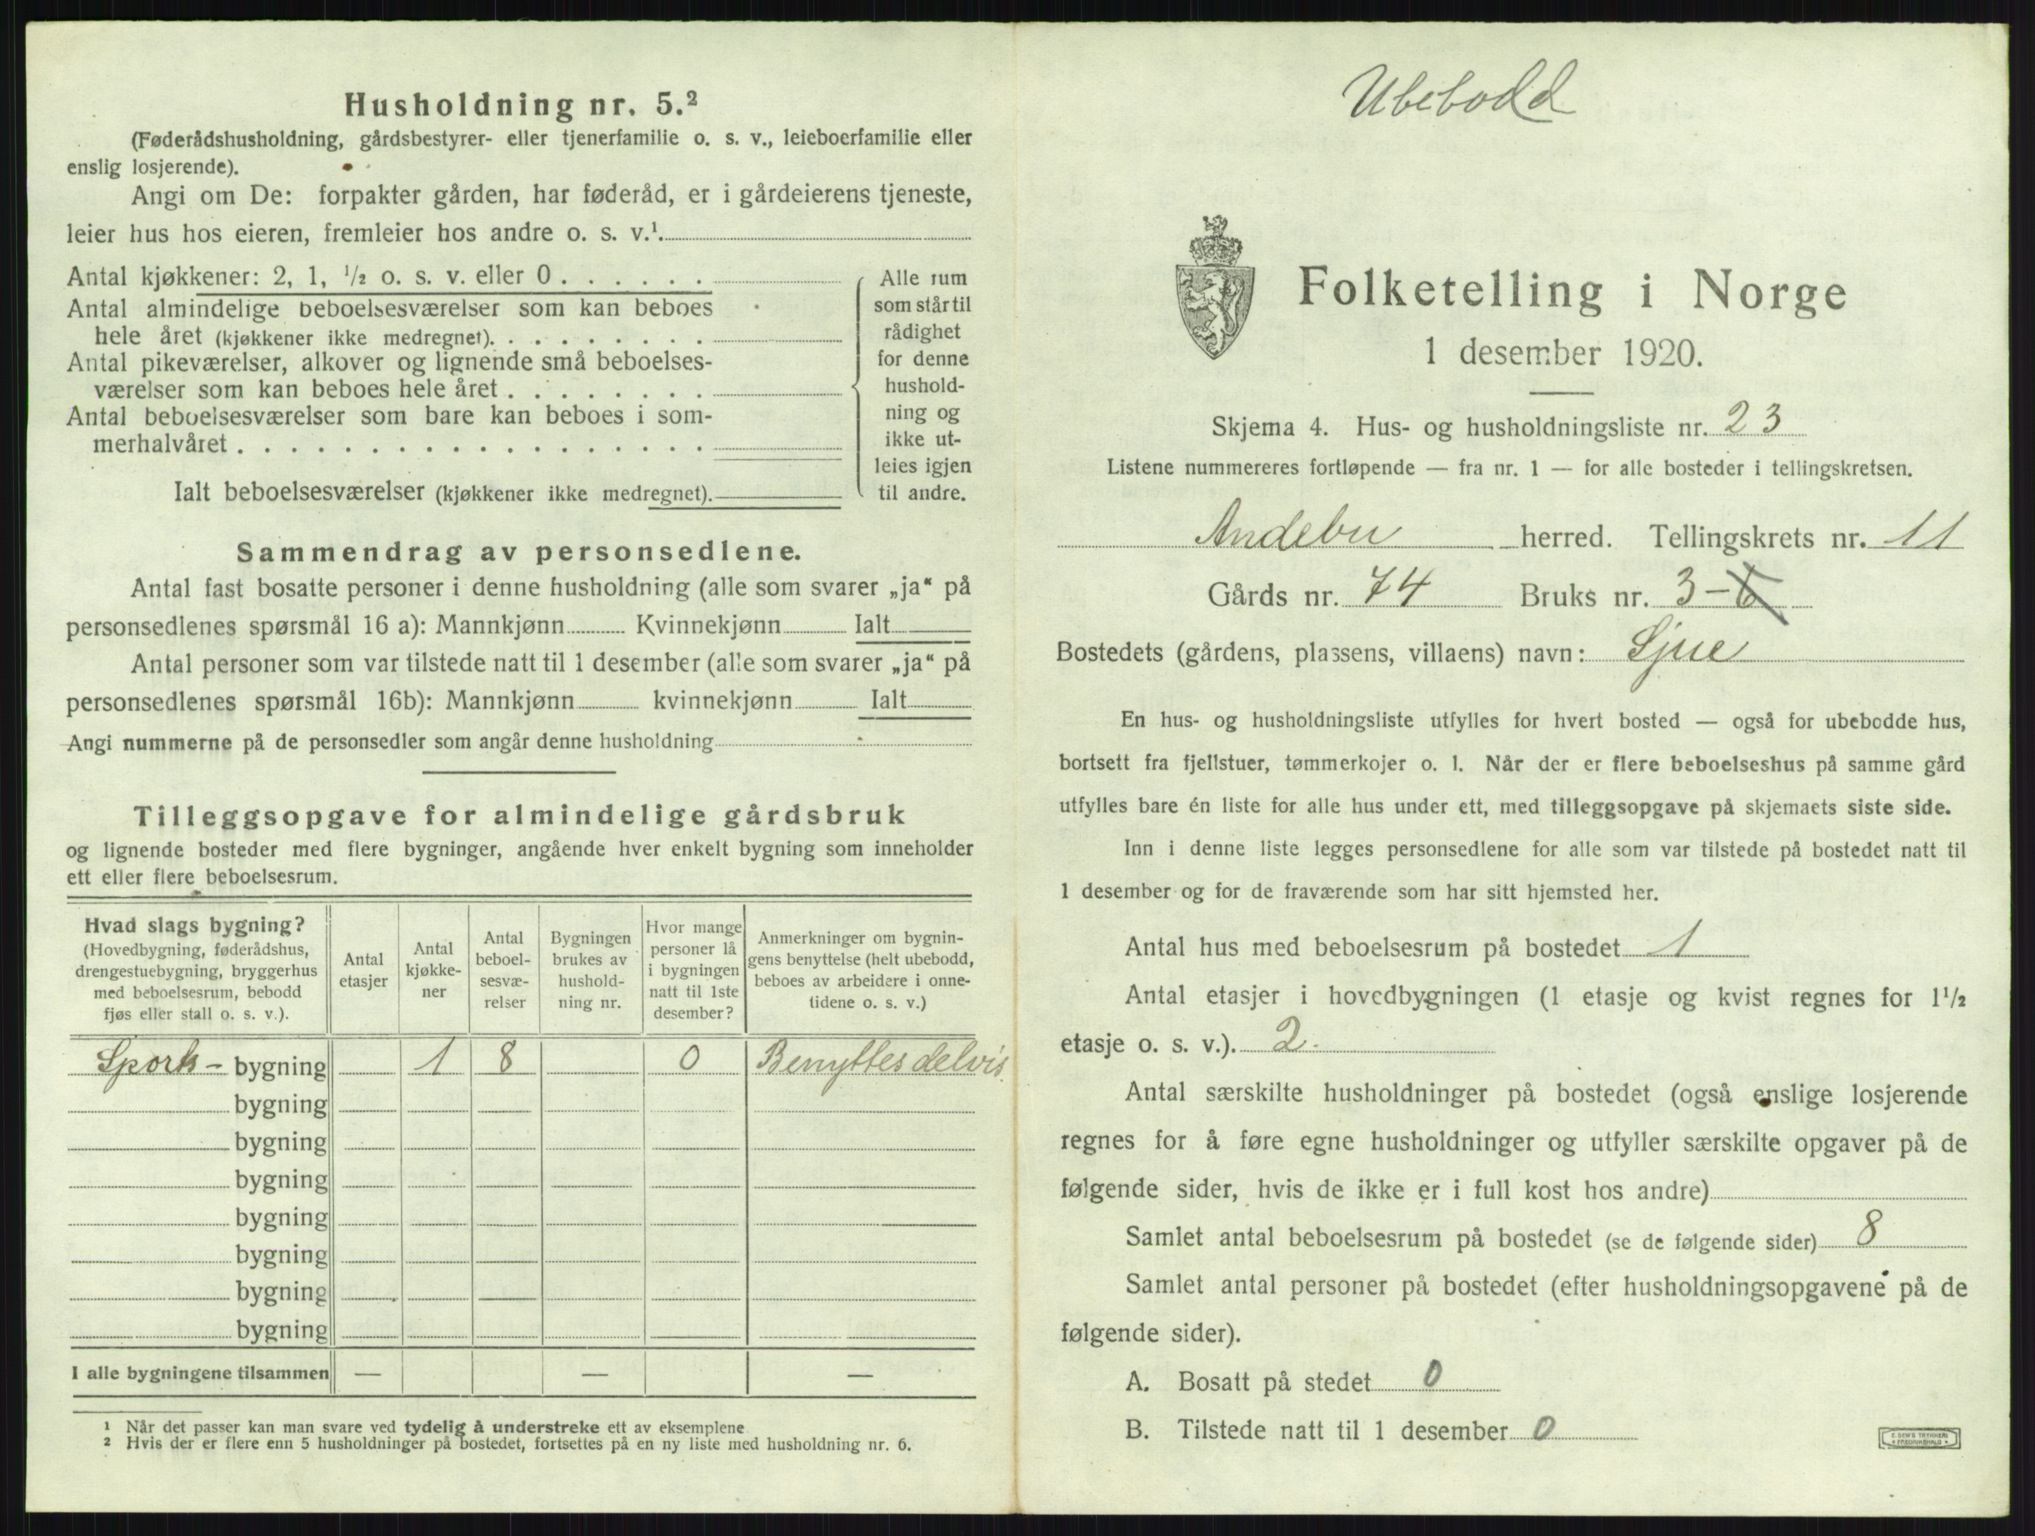 Husholdning nr. 5.²
(Føderådshusholdning, gårdsbestyrer- eller tjenerfamilie o. s. v., leieboerfamilie eller
enslig losjerende).
Angi om De: forpakter gården, har føderåd, er i gårdeierens tjeneste,
leier hus hos eieren, fremleier hos andre o. s. v.¹.
Antal kjøkkener: 2, 1, ¹/₂ o. s. v. eller 0 . . . . . .
Antal almindelige beboelsesværelser som kan beboes
hele året (kjøkkener ikke medregnet). . . . . . . . .
Antal pikeværelser, alkover og lignende små beboelses-
værelser som kan beboes hele året . . . . . . . .
Antal beboelsesværelser som bare kan beboes i som-
merhalvåret . . . . . . . . . . . . . . . . . .
Ialt beboelsesværelser (kjøkkener ikke medregnet).
Alle rum
som står til
rådighet
for denne
hushold-
ning og
ikke ut-
leies igjen
til andre.
Sammendrag av personsedlene.
Antal fast bosatte personer i denne husholdning (alle som svarer „ja“ på
personsedlenes spørsmål 16 a): Mannkjønn Kvinnekjønn Ialt
Antal personer som var tilstede natt til 1 desember (alle som svarer „ja“ på
personsedlenes spørsmål 16b): Mannkjønn kvinnekjønn Ialt
Angi nummerne på de personsedler som angår denne husholdning
Tilleggsopgave for almindelige gårdsbruk
og lignende bosteder med flere bygninger, angående hver enkelt bygning som inneholder
ett eller flere beboelsesrum.
Hvad slags bygning?
(Hovedbygning, føderådshus,
drengestuebygning, bryggerhus
med beboelsesrum, bebodd
fjøs eller stall o. s. v.).
Antal
etasjer
Antal
kjøkke-
ner
Antal
beboel-
sesvæ-
relser
Bygningen
brukes av
hushold-
ning nr.
Hvor mange
personer lå
i bygningen
natt til 1ste
desember?
Anmerkninger om bygnin-
gens benyttelse (helt ubebodd,
beboes av arbeidere i onne-
tidene o. s. v.)
Sports- bygning 1 8 0 Benyttes delvis.
bygning
bygning
bygning
bygning
bygning
bygning
bygning
I alle bygningene tilsammen — — —
¹ Når det passer kan man svare ved tydelig å understreke ett av eksemplene
² Hvis der er flere enn 5 husholdninger på bostedet, fortsettes på en ny liste med husholdning nr. 6.
Ubebodd
Folketelling i Norge
1 desember 1920.
Skjema 4. Hus- og husholdningsliste nr. 23
Listene nummereres fortløpende — fra nr. 1 — for alle bosteder i tellingskretsen.
Andebu herred. Tellingskrets nr. 11
Gårds nr. 74 Bruks nr. 3-6
Bostedets (gårdens, plassens, villaens) navn: Sjue
En hus- og husholdningsliste utfylles for hvert bosted — også for ubebodde hus,
bortsett fra fjellstuer, tømmerkojer o. l. Når der er flere beboelseshus på samme gård
utfylles bare én liste for alle hus under ett, med tilleggsopgave på skjemaets siste side.
Inn i denne liste legges personsedlene for alle som var tilstede på bostedet natt til
1 desember og for de fraværende som har sitt hjemsted her.
Antal hus med beboelsesrum på bostedet 1
Antal etasjer i hovedbygningen (1 etasje og kvist regnes for 1¹/₂
etasje o. s. v.). 2.
Antal særskilte husholdninger på bostedet (også enslige losjerende
regnes for å føre egne husholdninger og utfyller særskilte opgaver på de
følgende sider, hvis de ikke er i full kost hos andre)
Samlet antal beboelsesrum på bostedet (se de følgende sider) 8
Samlet antal personer på bostedet (efter husholdningsopgavene på de
følgende sider).
A. Bosatt på stedet 0
B. Tilstede natt til 1 desember 0